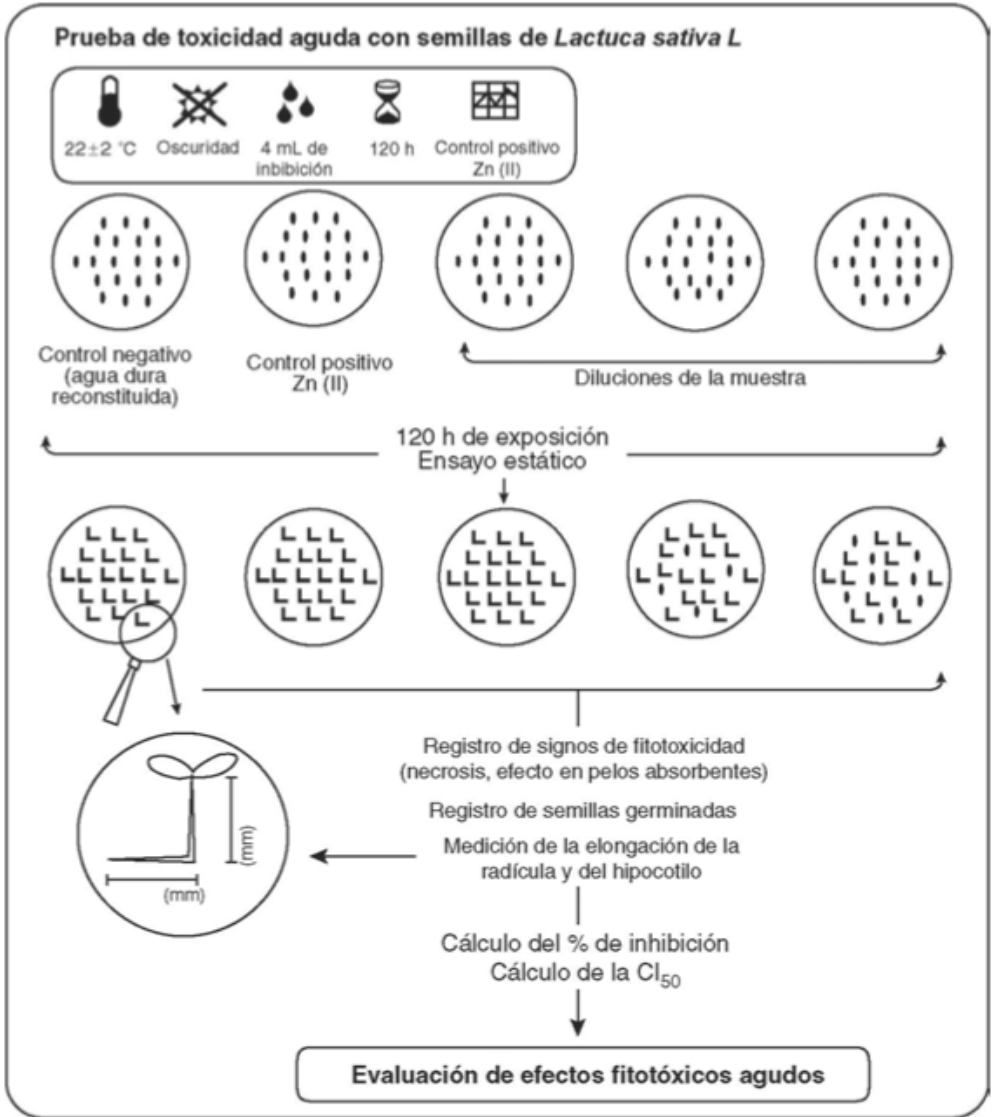 Prueba de toxicidad aguda con semillas de Lactuca sativa L
22±2 °C
Oscuridad
4 mL de
inbibición
120 h
Control positivo
Zn (II)
Control negativo
(agua dura
reconstituida)
Control positivo
Zn (II)
Diluciones de la muestra
120 h de exposición
Ensayo estático
Registro de signos de fitotoxicidad
(necrosis, efecto en pelos absorbentes)
Registro de semillas germinadas
Medición de la elongación de la
radícula y del hipocotilo
(mm)
(mm)
Cálculo del % de inhibición
Cálculo de la CI50
Evaluación de efectos fitotóxicos agudos